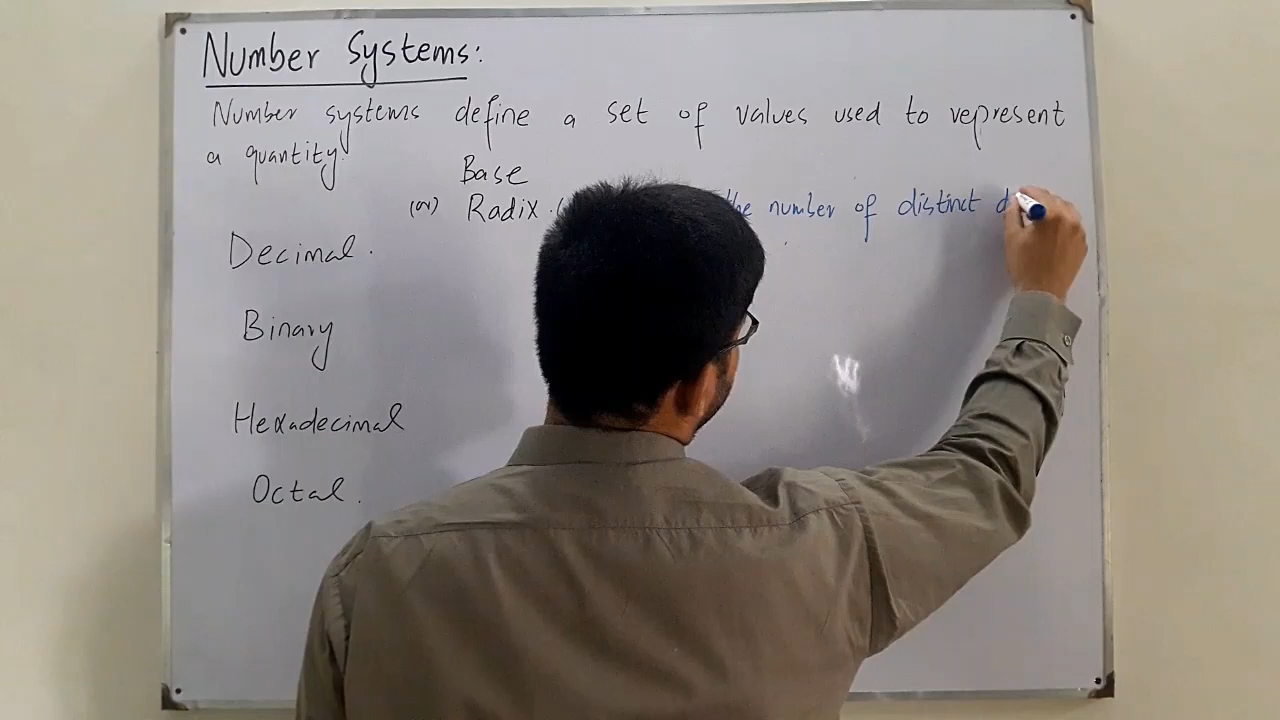 Number Systems:
Number systems define a set of values used to represent
a quantity.
Base
(or) Radix. the number of distinct
Decimal.
Binary
Hexadecimal
Octal.